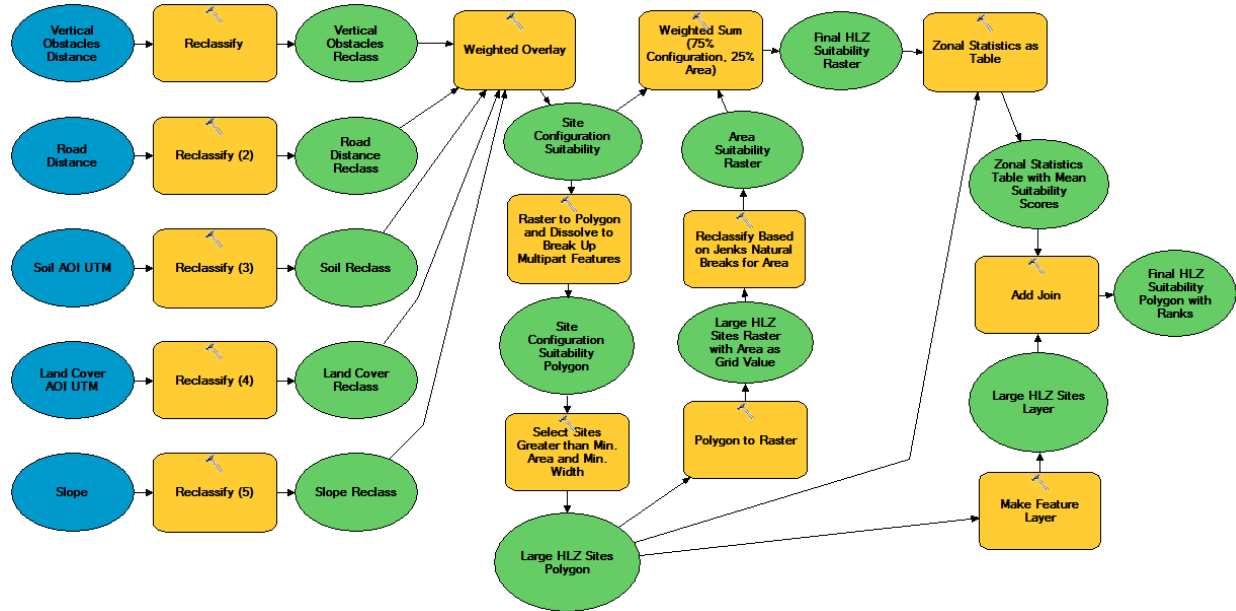 Vertical
Obstacles
Distance
Reclassify
Vertical
Obstacles
Reclass
Weighted Overlay
Weighted Sum
(75%
Configuration, 25%
Area)
Final HLZ
Suitability
Raster
Zonal Statistics as
Table
Road
Distance
Reclassify (2)
Road
Distance
Reclass
Site
Configuration
Suitability
Area
Suitability
Raster
Zonal Statistics
Table with Mean
Suitability
Scores
Soil AOI UTM
Reclassify (3)
Soil Reclass
Raster to Polygon
and Dissolve to
Break Up
Multipart Features
Reclassify Based
on Jenks Natural
Breaks for Area
Add Join
Final HLZ
Suitability
Polygon with
Ranks
Land Cover
AOI UTM
Reclassify (4)
Land Cover
Reclass
Site
Configuration
Suitability
Polygon
Large HLZ
Sites Raster
with Area as
Grid Value
Large HLZ Sites
Layer
Slope
Reclassify (5)
Slope Reclass
Select Sites
Greater than Min.
Area and Min.
Width
Polygon to Raster
Make Feature
Layer
Large HLZ Sites
Polygon